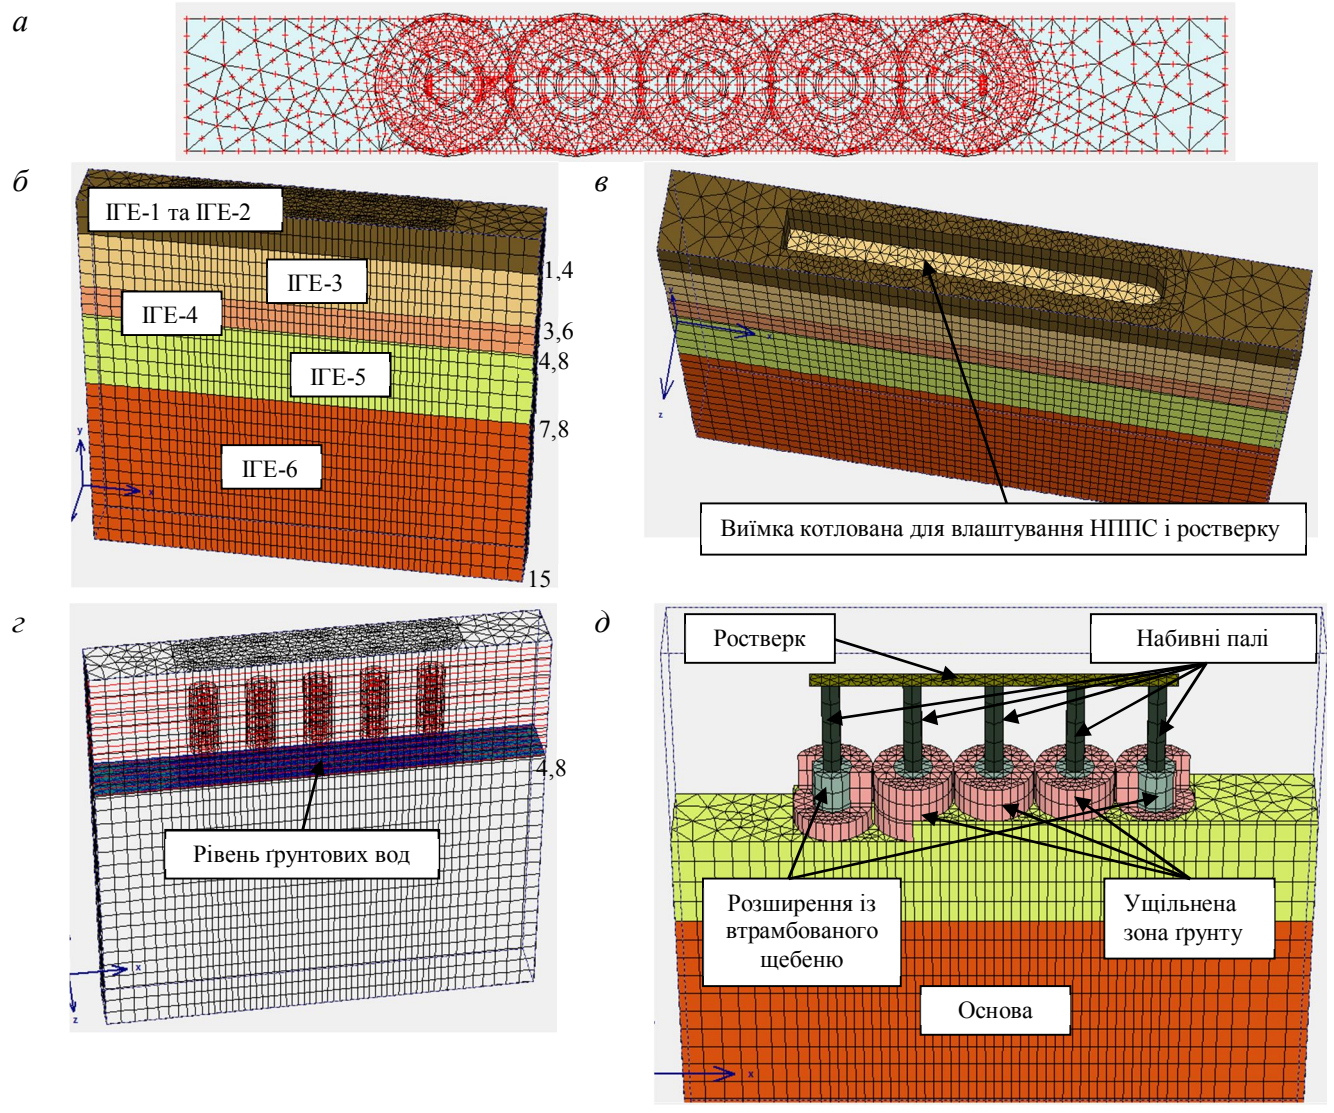 а
б
ІГЕ-1 та ІГЕ-2
ІГЕ-3
ІГЕ-4
ІГЕ-5
ІГЕ-6
1,4
3,6
4,8
7,8
15
y
x
в
x
z
Виїмка котлована для влаштування НППС і ростверку
г
4,8
Рівень ґрунтових вод
x
z
д
Ростверк
Набивні палі
Розширення із
втрамбованого
щебеню
Ущільнена
зона ґрунту
Основа
x